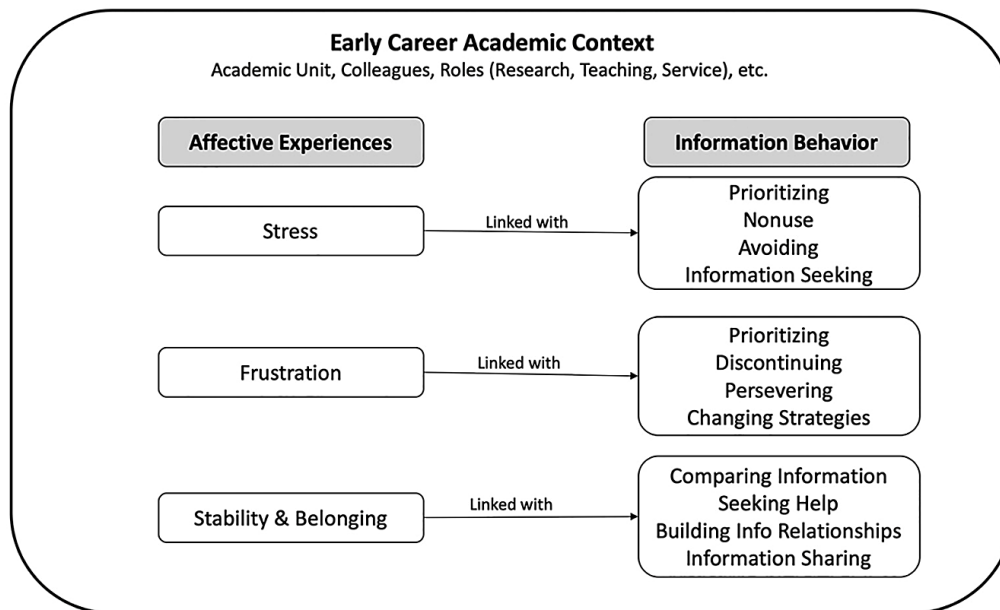 Early Career Academic Context
Academic Unit, Colleagues, Roles (Research, Teaching, Service), etc.
Affective Experiences
Information Behavior
Stress
Linked with
Prioritizing
Nonuse
Avoiding
Information Seeking
Frustration
Linked with
Prioritizing
Discontinuing
Persevering
Changing Strategies
Stability & Belonging
Linked with
Comparing Information
Seeking Help
Building Info Relationships
Information Sharing